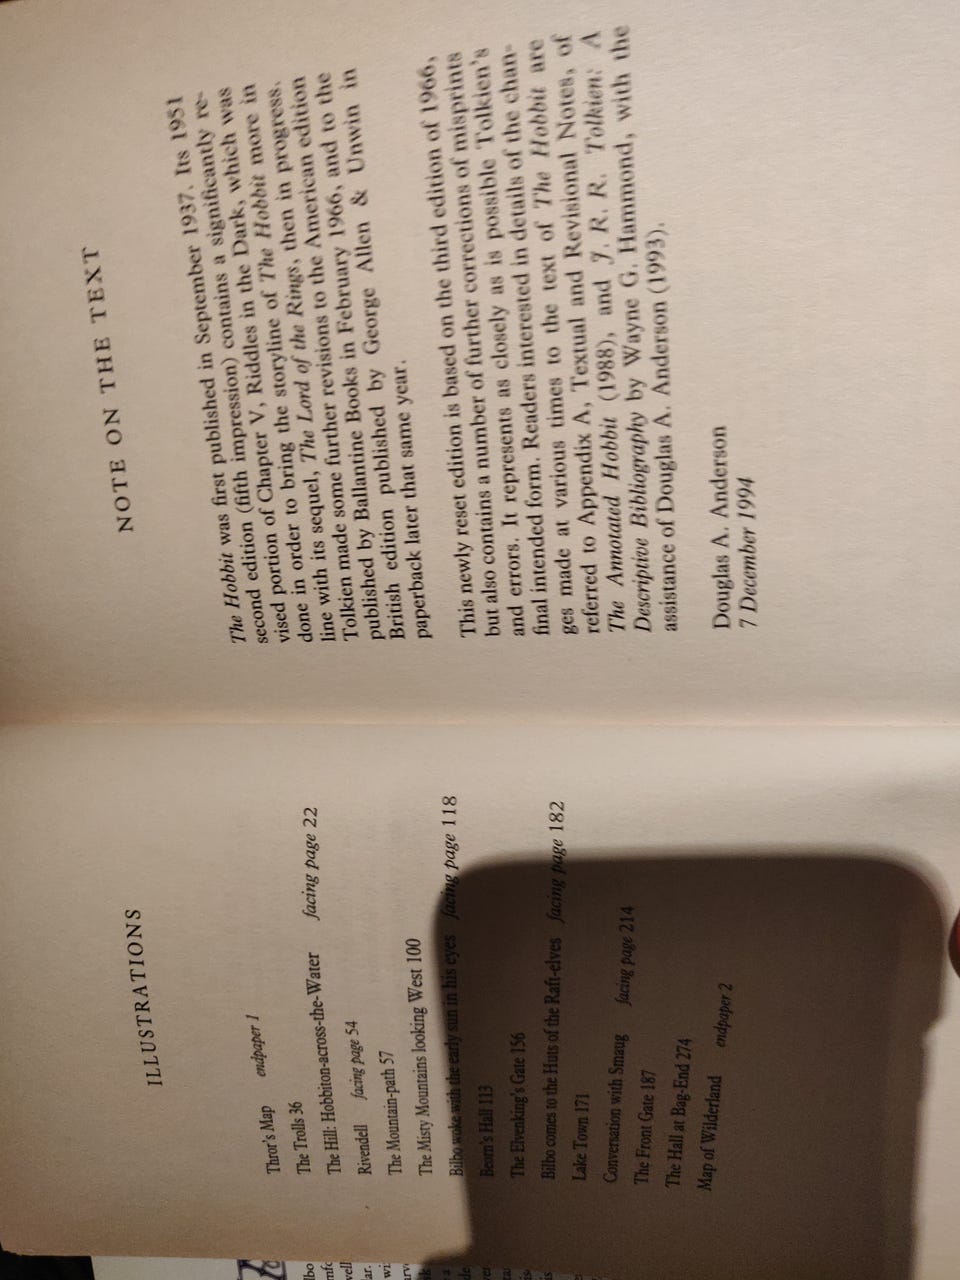 ILLUSTRATIONS
Thror's Map endpaper 1
The Trolls 36
The Hill: Hobbiton-across-the-Water facing page 22
Rivendell facing page 54
The Mountain-path 57
The Misty Mountains looking West 100
Bilbo woke with the early sun in his eyes facing page 118
Beorn's Hall 113
The Elvenking's Gate 156
Bilbo comes to the Huts of the Raft-elves facing page 182
Lake Town 171
Conversation with Smaug facing page 214
The Front Gate 187
The Hall at Bag-End 274
Map of Wilderland endpaper 2
NOTE ON THE TEXT
The Hobbit was first published in September 1937. Its 1951
second edition (fifth impression) contains a significantly re-
vised portion of Chapter V, Riddles in the Dark, which was
done in order to bring the storyline of The Hobbit more in
line with its sequel, The Lord of the Rings, then in progress.
Tolkien made some further revisions to the American edition
published by Ballantine Books in February 1966, and to the
British edition published by George Allen & Unwin in
paperback later that same year.
This newly reset edition is based on the third edition of 1966,
but also contains a number of further corrections of misprints
and errors. It represents as closely as is possible Tolkien's
final intended form. Readers interested in details of the chan-
ges made at various times to the text of The Hobbit are
referred to Appendix A, Textual and Revisional Notes, of
The Annotated Hobbit (1988), and J. R. R. Tolkien: A
Descriptive Bibliography by Wayne G. Hammond, with the
assistance of Douglas A. Anderson (1993).
Douglas A. Anderson
7 December 1994